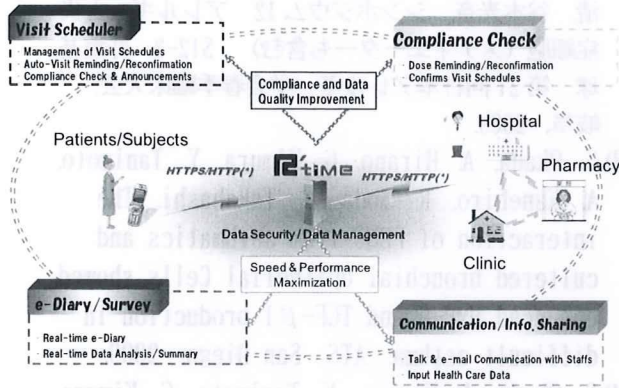 Visit Scheduler
· Management of Visit Schedules
· Auto-Visit Reminding/Reconfirmation
· Compliance Check & Announcements
Compliance Check
· Dose Reminding/Reconfirmation
· Confirms Visit Schedules
Compliance and Data
Quality Improvement
Patients/Subjects
Hospital
Pharmacy
Clinic
HTTPS/HTTP(*)
HTTPS/HTTP(*)
Data Security/Data Management
Speed & Performance
Maximization
e-Diary/Survey
· Real-time e-Diary
· Real-time Data Analysis/Summary
Communication/Info. Sharing
· Talk & e-mail Communication with Staffs
· Input Health Care Data